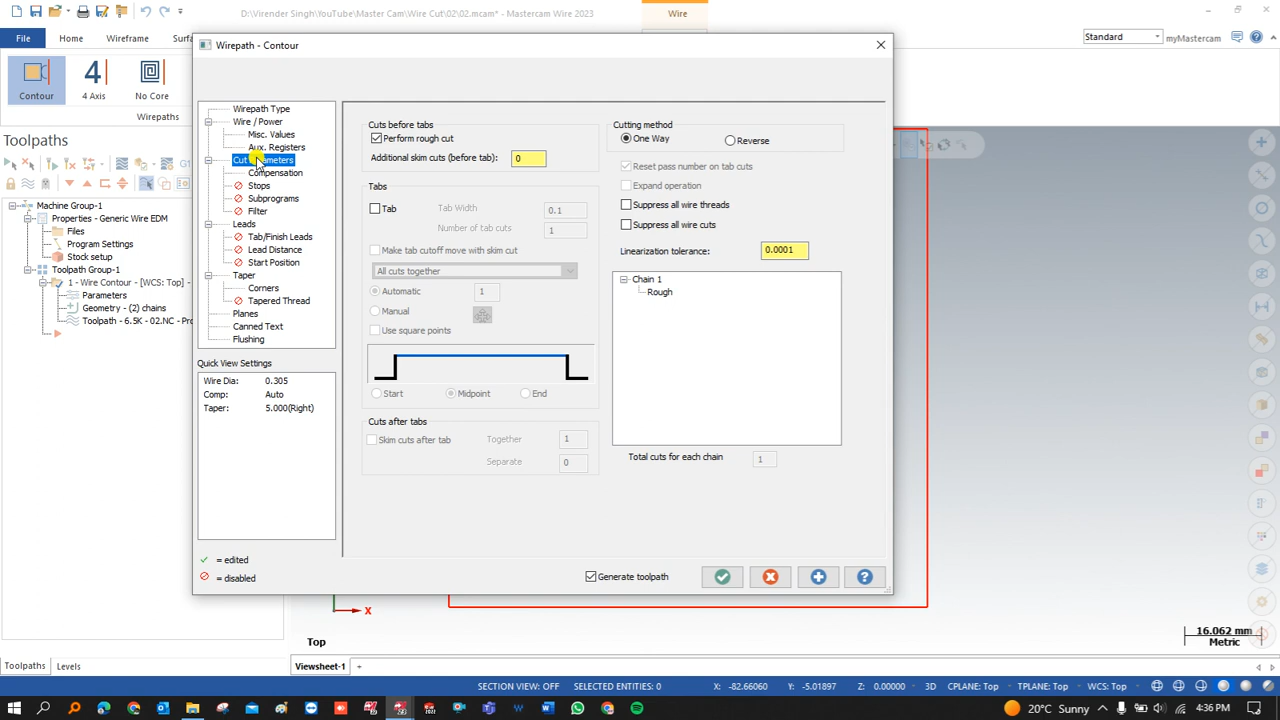 D:\Virender Singh\YouTube\Master Cam\Wire Cut\02\02.mcam* - Mastercam Wire 2023
Wire
File
Home
Wireframe
Surfa
Standard
myMastercam
Contour
4 Axis
No Core
Wirepaths
Toolpaths
G1
Machine Group-1
Properties - Generic Wire EDM
Files
Program Settings
Stock setup
Toolpath Group-1
1 - Wire Contour - [WCS: Top] -
Parameters
Geometry - (2) chains
Toolpath - 6.5K - 02.NC - Pro
Wirepath - Contour
Wirepath Type
Wire / Power
Misc. Values
Aux. Registers
Cut Parameters
Compensation
Stops
Subprograms
Filter
Leads
Tab/Finish Leads
Lead Distance
Start Position
Taper
Corners
Tapered Thread
Planes
Canned Text
Flushing
Quick View Settings
Wire Dia: 0.305
Comp: Auto
Taper: 5.000(Right)
= edited
= disabled
Cuts before tabs
Perform rough cut
Additional skim cuts (before tab): 0
Tabs
Tab
Tab Width 0.1
Number of tab cuts 1
Make tab cutoff move with skim cut
All cuts together
Automatic 1
Manual
Use square points
Start
Midpoint
End
Cuts after tabs
Skim cuts after tab
Together 1
Separate 0
Cutting method
One Way
Reverse
Reset pass number on tab cuts
Expand operation
Suppress all wire threads
Suppress all wire cuts
Linearization tolerance: 0.0001
Chain 1
Rough
Total cuts for each chain 1
Generate toolpath
X
Top
16.062 mm
Metric
Toolpaths
Levels
Viewsheet-1
+
SECTION VIEW: OFF
SELECTED ENTITIES: 0
X: -82.66060
Y: -5.01897
Z: 0.00000
3D
CPLANE: Top
TPLANE: Top
WCS: Top
20°C Sunny
4:36 PM